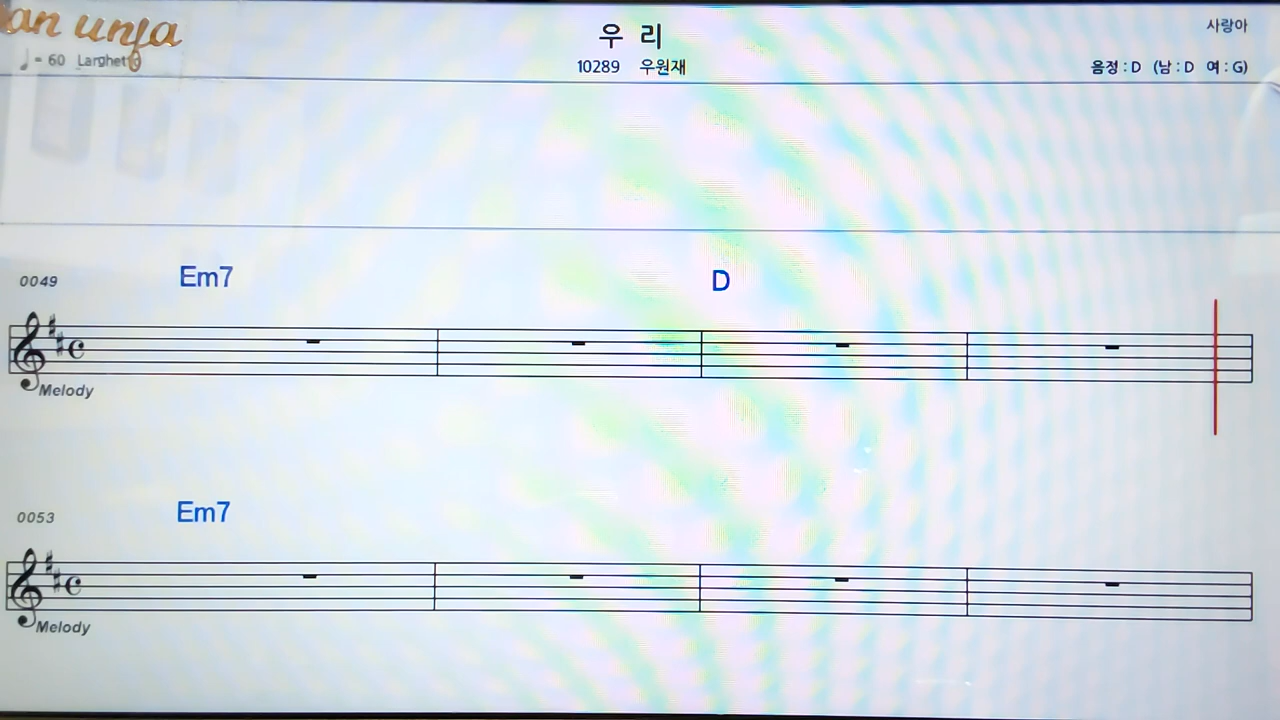 우 리
사랑아
♩= 60
10289 우원재
음정 : D (남 : D 여 : G)
0049 Em7 D
Melody
0053 Em7
Melody